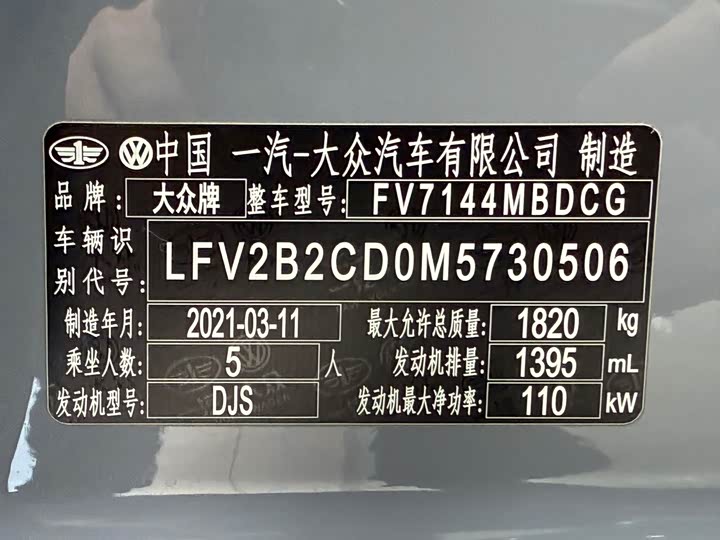 中国 一汽-大众汽车有限公司 制造
品牌: 大众牌 整车型号: FV7144MBDCG
车辆识别代号: LFV2B2CD0M5730506
制造年月: 2021-03-11 最大允许总质量: 1820 kg
乘坐人数: 5 人 发动机排量: 1395 mL
发动机型号: DJS 发动机最大净功率: 110 kW